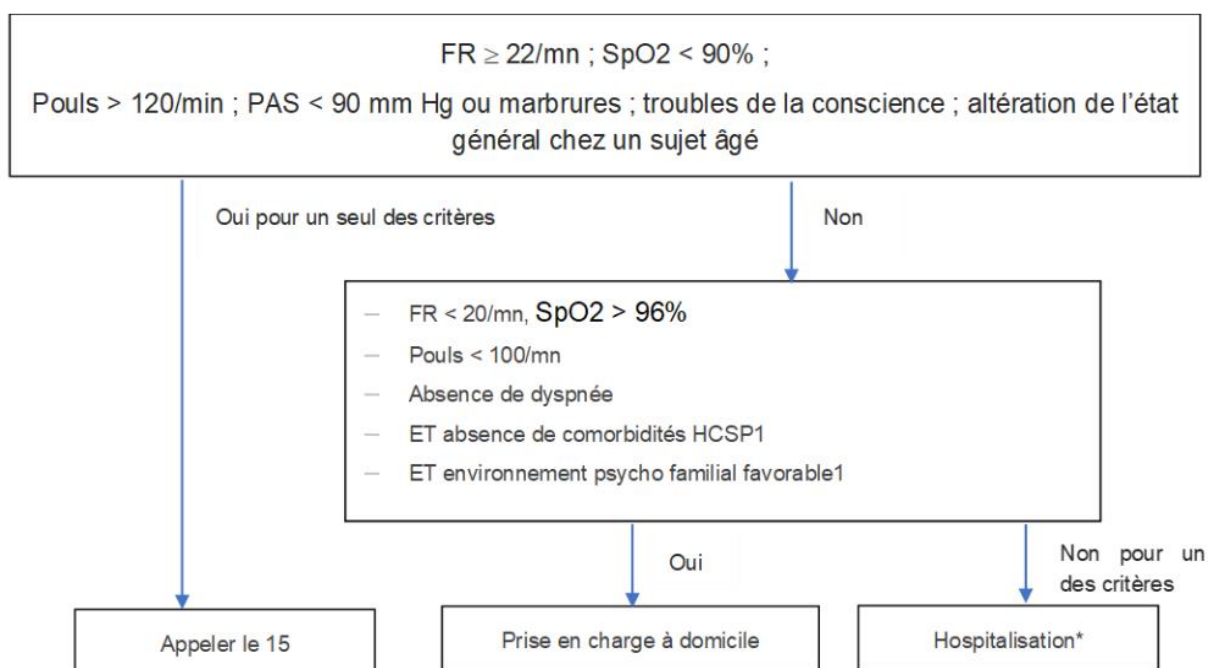 FR ≥ 22/mn ; SpO2 < 90% ;
Pouls > 120/min ; PAS < 90 mm Hg ou marbrures ; troubles de la conscience ; altération de l'état
général chez un sujet âgé
Oui pour un seul des critères
Non
– FR < 20/mn, SpO2 > 96%
– Pouls < 100/mn
– Absence de dyspnée
– ET absence de comorbidités HCSP1
– ET environnement psycho familial favorable1
Oui
Non pour un
des critères
Appeler le 15
Prise en charge à domicile
Hospitalisation*